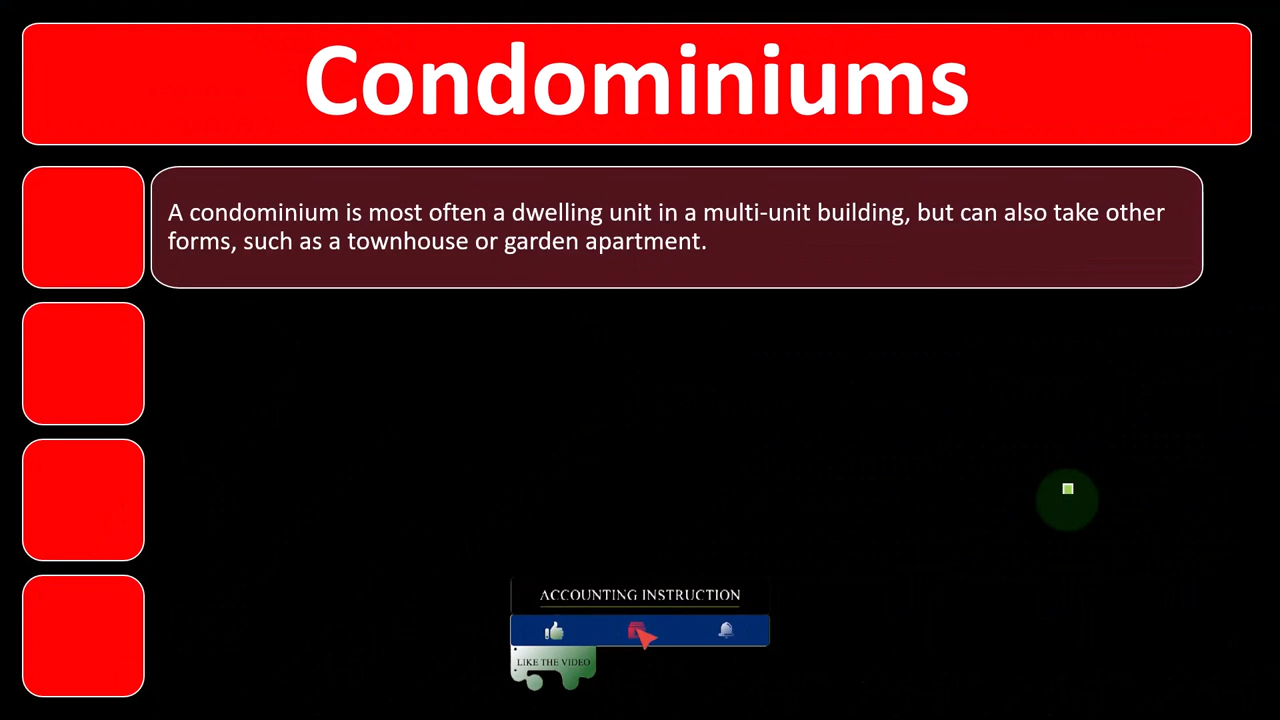 Condominiums
A condominium is most often a dwelling unit in a multi-unit building, but can also take other
forms, such as a townhouse or garden apartment.
ACCOUNTING INSTRUCTION
LIKE THE VIDEO